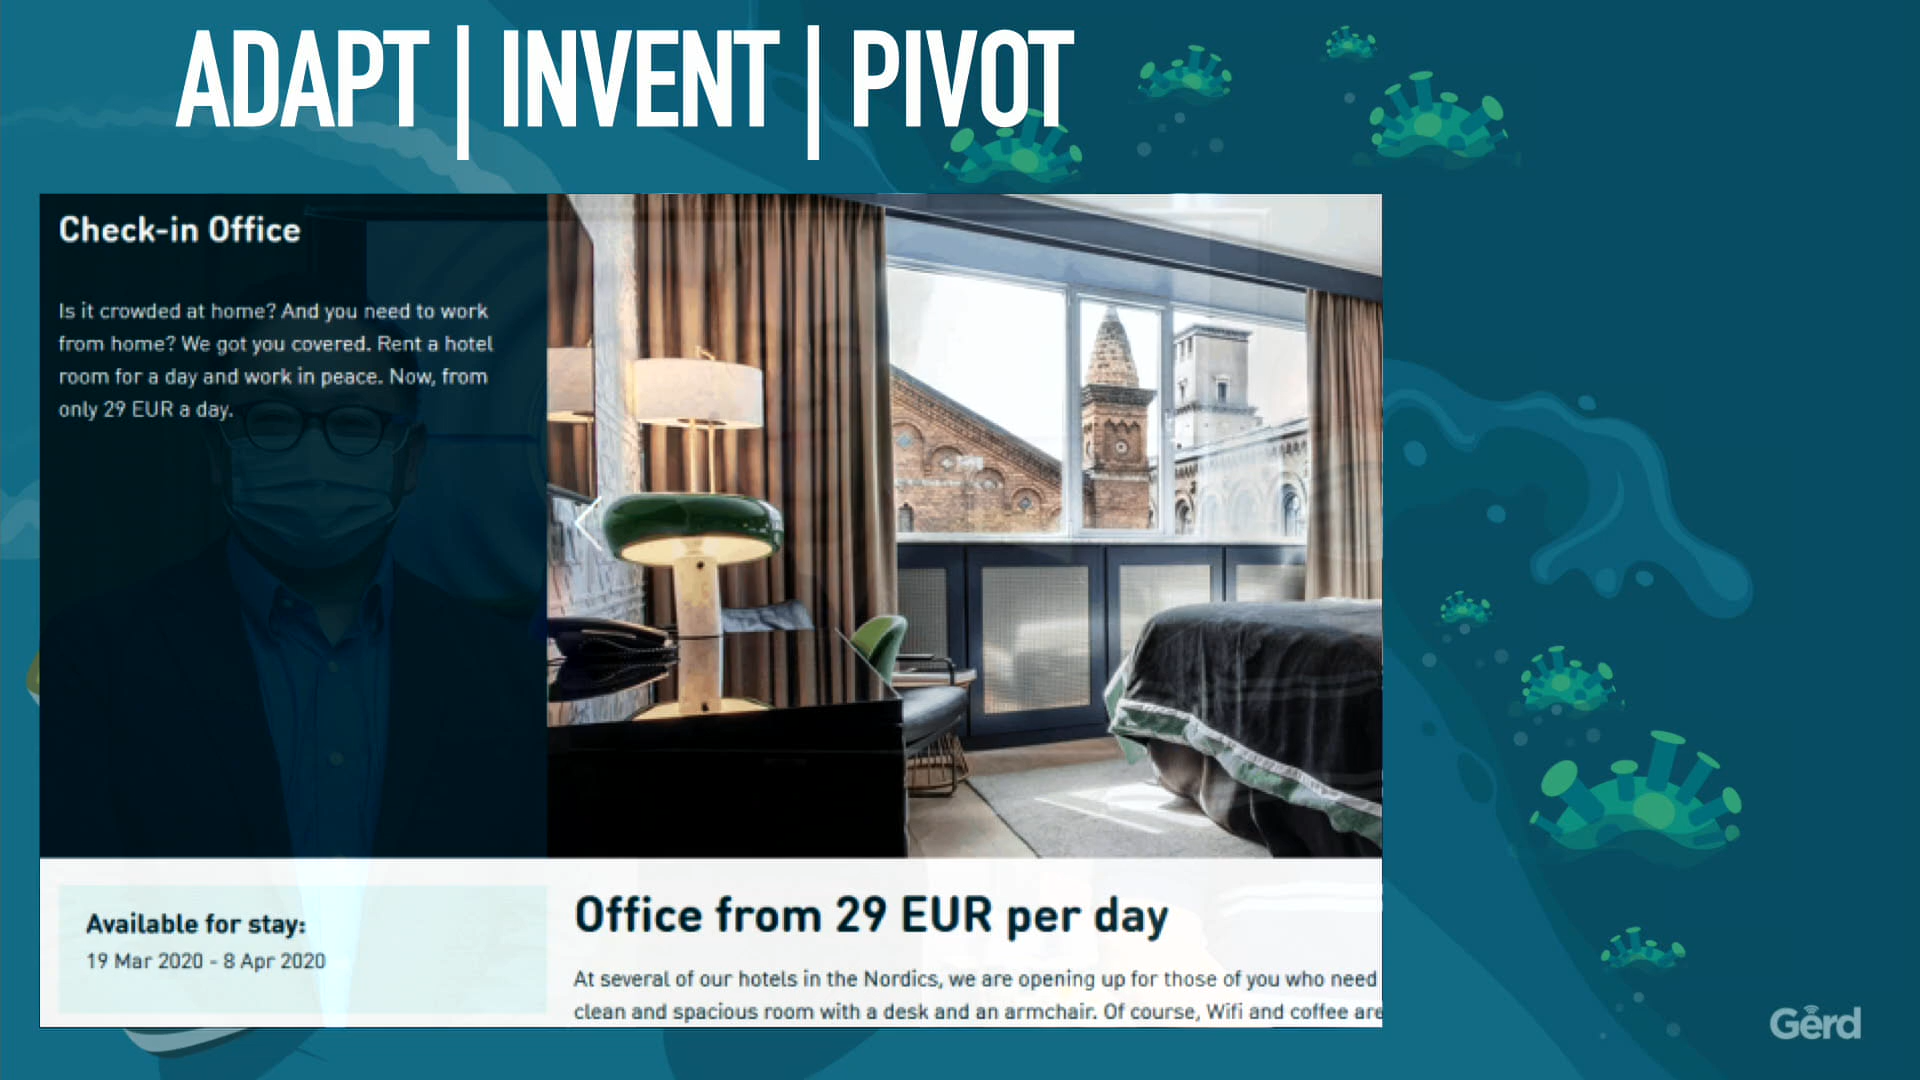 ADAPT | INVENT | PIVOT
Check-in Office
Is it crowded at home? And you need to work
from home? We got you covered. Rent a hotel
room for a day and work in peace. Now, from
only 29 EUR a day.
Available for stay:
19 Mar 2020 - 8 Apr 2020
Office from 29 EUR per day
At several of our hotels in the Nordics, we are opening up for those of you who need
clean and spacious room with a desk and an armchair. Of course, Wifi and coffee are
Gerd